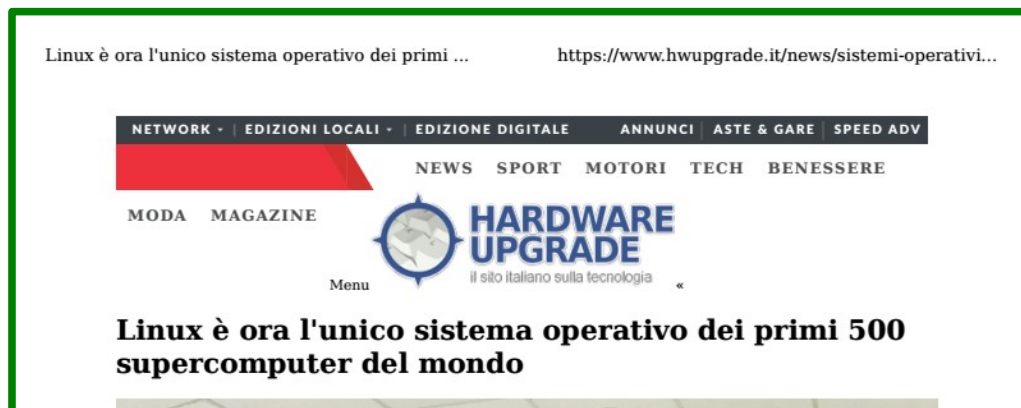 Linux è ora l'unico sistema operativo dei primi ... https://www.hwupgrade.it/news/sistemi-operativi...
NETWORK | EDIZIONI LOCALI | EDIZIONE DIGITALE ANNUNCI | ASTE & GARE | SPEED ADV
NEWS SPORT MOTORI TECH BENESSERE
MODA MAGAZINE
HARDWARE
UPGRADE
il sito italiano sulla tecnologia
Menu «
Linux è ora l'unico sistema operativo dei primi 500
supercomputer del mondo